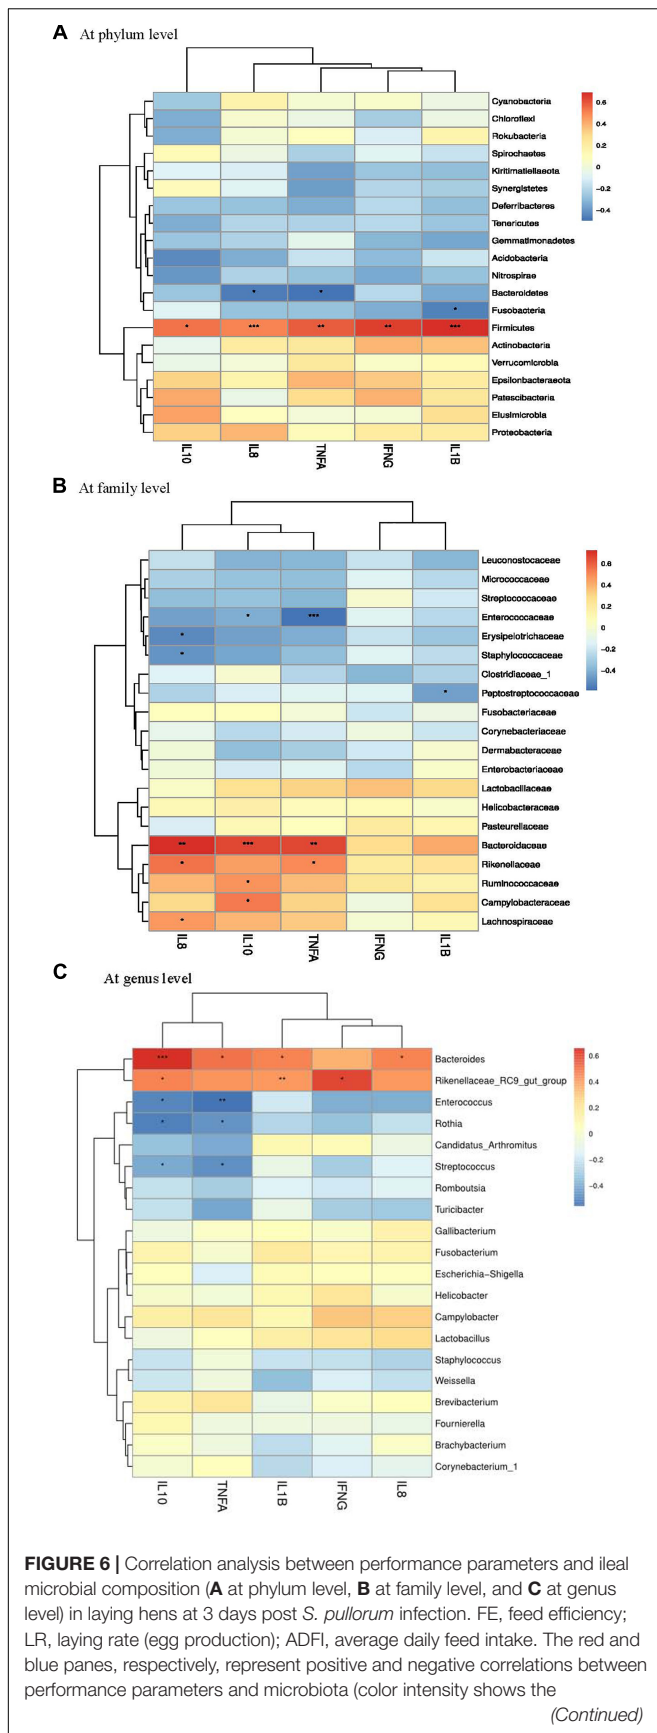 A At phylum level
Cyanobacteria
Chloroflexi
Rokubacteria
Spirochaetes
Kiritimatiellaeota
Synergistetes
Deferribacteres
Tenericutes
Gemmatimonadetes
Acidobacteria
Nitrospirae
Bacteroidetes
Fusobacteria
Firmicutes
Actinobacteria
Verrucomicrobia
Epsilonbacteraeota
Patescibacteria
Elusimicrobia
Proteobacteria
0.6
0.4
0.2
0
−0.2
−0.4
* *
*
* *** ** ** ***
IL10 IL8 TNFA IFNG IL1B
B At family level
Leuconostocaceae
Micrococcaceae
Streptococcaceae
Enterococcaceae
Erysipelotrichaceae
Staphylococcaceae
Clostridiaceae_1
Peptostreptococcaceae
Fusobacteriaceae
Corynebacteriaceae
Dermabacteraceae
Enterobacteriaceae
Lactobacillaceae
Helicobacteraceae
Pasteurellaceae
Bacteroidaceae
Rikenellaceae
Ruminococcaceae
Campylobacteraceae
Lachnospiraceae
0.6
0.4
0.2
0
−0.2
−0.4
* ***
*
*
*
** *** **
* *
*
*
*
IL8 IL10 TNFA IFNG IL1B
C At genus level
Bacteroides
Rikenellaceae_RC9_gut_group
Enterococcus
Rothia
Candidatus_Arthromitus
Streptococcus
Romboutsia
Turicibacter
Gallibacterium
Fusobacterium
Escherichia−Shigella
Helicobacter
Campylobacter
Lactobacillus
Staphylococcus
Weissella
Brevibacterium
Fournierella
Brachybacterium
Corynebacterium_1
0.6
0.4
0.2
0
−0.2
−0.4
*** * * *
* ** *
* **
* *
* *
IL10 TNFA IL1B IFNG IL8
FIGURE 6 | Correlation analysis between performance parameters and ileal
microbial composition (A at phylum level, B at family level, and C at genus
level) in laying hens at 3 days post S. pullorum infection. FE, feed efficiency;
LR, laying rate (egg production); ADFI, average daily feed intake. The red and
blue panes, respectively, represent positive and negative correlations between
performance parameters and microbiota (color intensity shows the
(Continued)